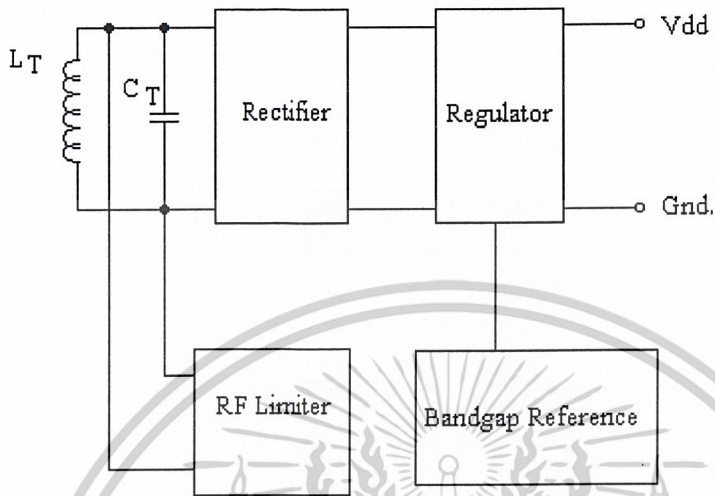 Vdd
L T
C T
Rectifier
Regulator
Gnd.
RF Limiter
Bandgap Reference